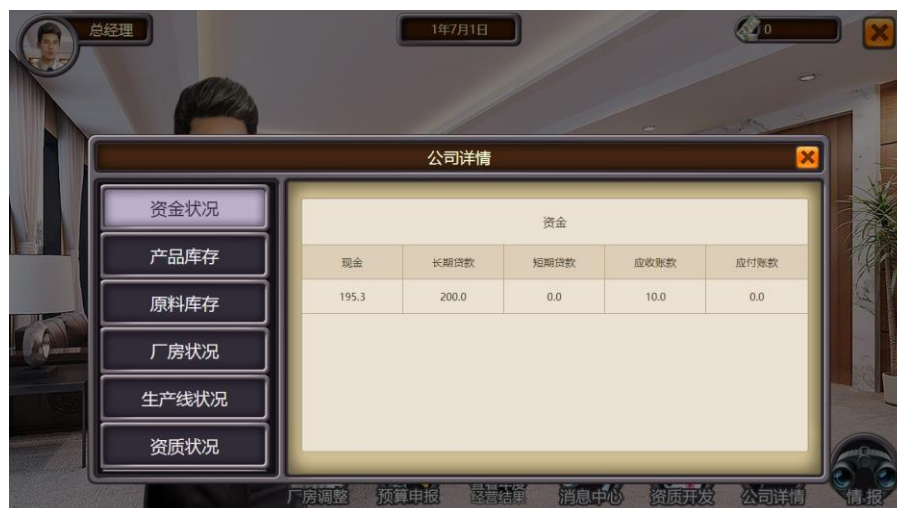 总经理
1年7月1日
0
公司详情
资金状况
产品库存
原料库存
厂房状况
生产线状况
资质状况
资金
现金 长期贷款 短期贷款 应收账款 应付账款
195.3 200.0 0.0 10.0 0.0
厂房调整 预算申报 经营结果 消息中心 资质开发 公司详情 情报